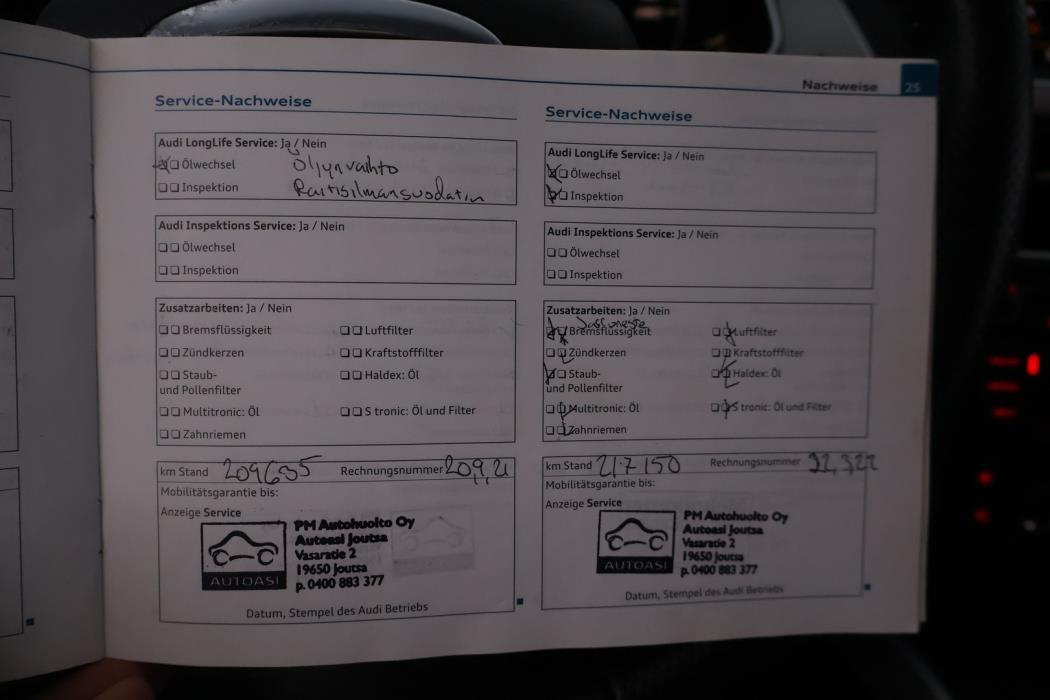 Nachweise 25
Service-Nachweise
Audi LongLife Service: Ja / Nein
Ölwechsel Öljynvaihto
Inspektion Raitisilmansuodatin
Audi Inspektions Service: Ja / Nein
Ölwechsel
Inspektion
Zusatzarbeiten: Ja / Nein
Bremsflüssigkeit Luftfilter
Zündkerzen Kraftstofffilter
Staub- Haldex: Öl
und Pollenfilter
Multitronic: Öl S tronic: Öl und Filter
Zahnriemen
km Stand 209635 Rechnungsnummer
Mobilitätsgarantie bis:
Anzeige Service
PM Autohuolto Oy
Autoasi Joutsa
Vasaratie 2
19650 Joutsa
p. 0400 883 377
AUTOASI
Datum, Stempel des Audi Betriebs
Service-Nachweise
Audi LongLife Service: Ja / Nein
Ölwechsel
Inspektion
Audi Inspektions Service: Ja / Nein
Ölwechsel
Inspektion
Zusatzarbeiten: Ja / Nein
Bremsflüssigkeit Luftfilter
Zündkerzen Kraftstofffilter
Staub- Haldex: Öl
und Pollenfilter
Multitronic: Öl S tronic: Öl und Filter
Zahnriemen
km Stand 217150 Rechnungsnummer
Mobilitätsgarantie bis:
Anzeige Service
PM Autohuolto Oy
Autoasi Joutsa
Vasaratie 2
19650 Joutsa
p. 0400 883 377
AUTOASI
Datum, Stempel des Audi Betriebs